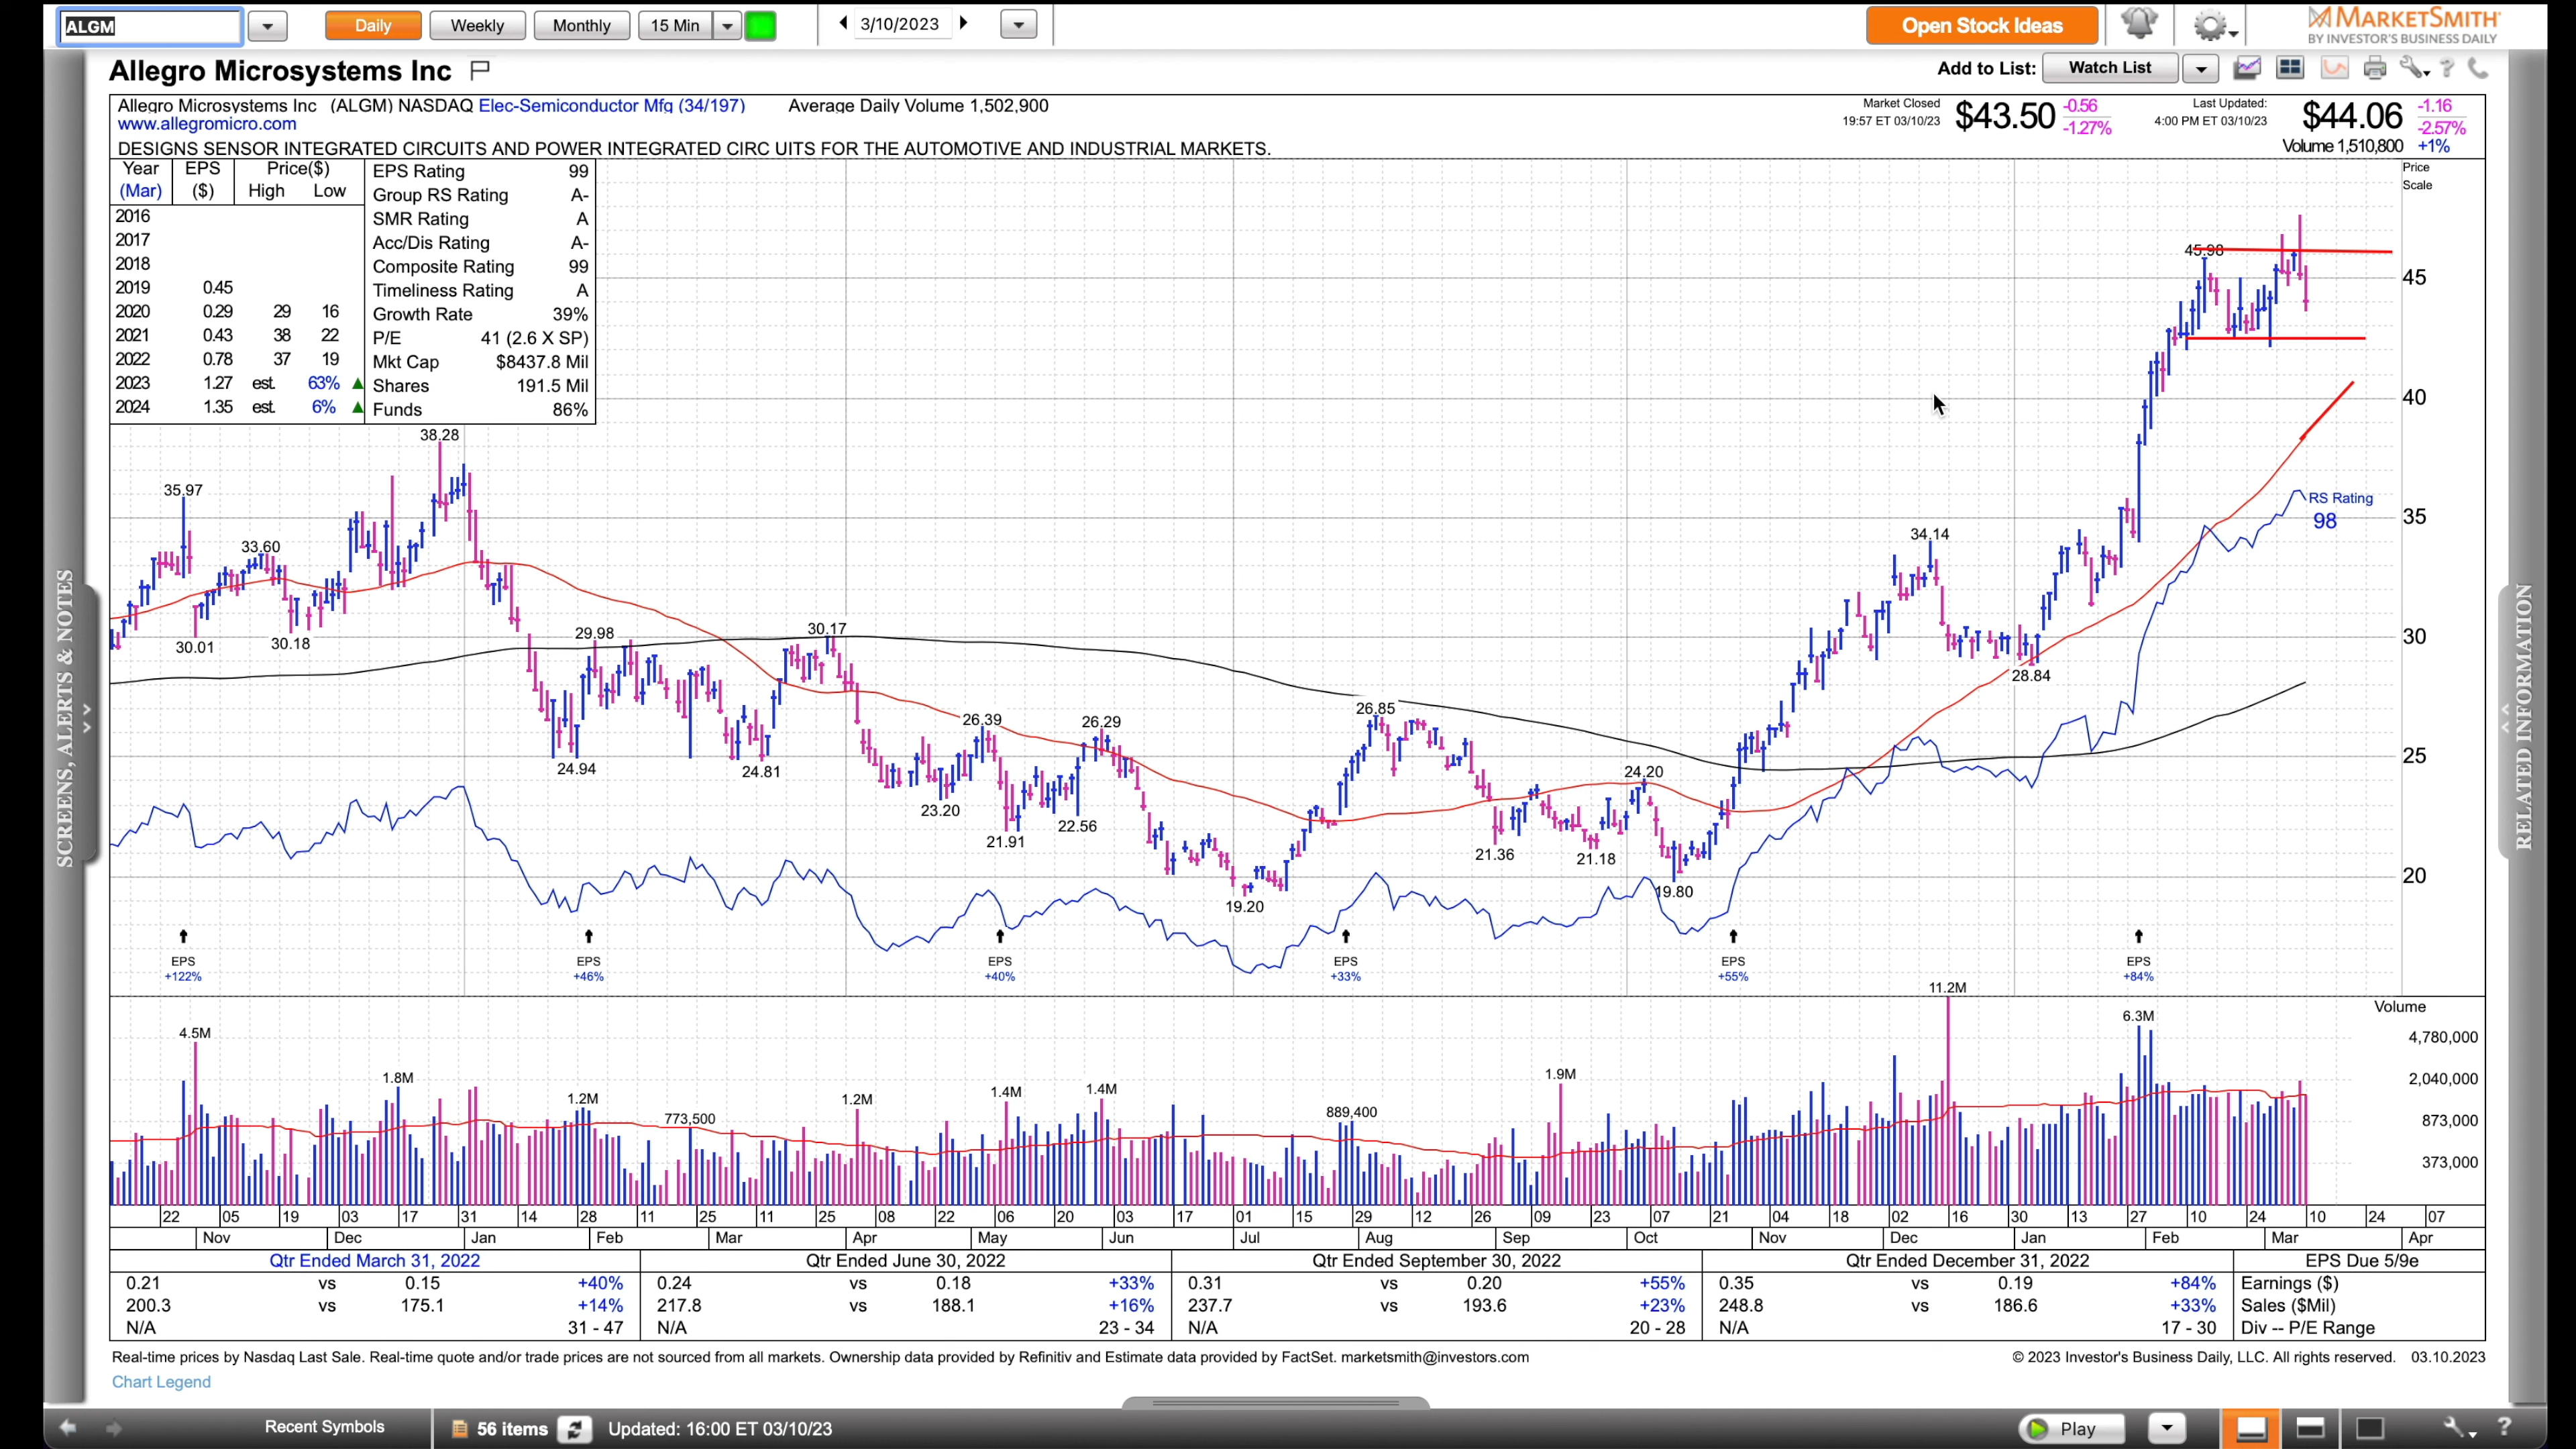 ALGM Daily Weekly Monthly 15 Min 3/10/2023 Open Stock Ideas MARKETSMITH
BY INVESTOR'S BUSINESS DAILY
Allegro Microsystems Inc Add to List: Watch List
Allegro Microsystems Inc (ALGM) NASDAQ Elec-Semiconductor Mfg (34/197) Average Daily Volume 1,502,900
www.allegromicro.com
DESIGNS SENSOR INTEGRATED CIRCUITS AND POWER INTEGRATED CIRC UITS FOR THE AUTOMOTIVE AND INDUSTRIAL MARKETS.
Market Closed
19:57 ET 03/10/23
$43.50 -0.56
-1.27%
Last Updated:
4:00 PM ET 03/10/23
$44.06 -1.16
-2.57%
Volume 1,510,800 +1%
Year EPS Price($)
(Mar) ($) High Low
2016
2017
2018
2019 0.45
2020 0.29 29 16
2021 0.43 38 22
2022 0.78 37 19
2023 1.27 est. 63%
2024 1.35 est. 6%
EPS Rating 99
Group RS Rating A-
SMR Rating A
Acc/Dis Rating A-
Composite Rating 99
Timeliness Rating A
Growth Rate 39%
P/E 41 (2.6 X SP)
Mkt Cap $8437.8 Mil
Shares 191.5 Mil
Funds 86%
Price
Scale
45.98
45
40
38.28
35.97
RS Rating
98
35
34.14
33.60
30.01
30.18
29.98
30.17
30
28.84
26.39
26.29
26.85
25
24.94
24.81
24.20
23.20
22.56
21.91
21.36
21.18
20
19.80
19.20
EPS EPS EPS EPS EPS EPS
+122% +46% +40% +33% +55% +84%
11.2M
Volume
6.3M
4.5M
4,780,000
1.8M
1.9M
2,040,000
1.2M
1.2M
1.4M
1.4M
773,500
889,400
873,000
373,000
22 05 19 03 17 31 14 28 11 25 11 25 08 22 06 20 03 17 01 15 29 12 26 09 23 07 21 04 18 02 16 30 13 27 10 24 10 24 07
Nov Dec Jan Feb Mar Apr May Jun Jul Aug Sep Oct Nov Dec Jan Feb Mar Apr
Qtr Ended March 31, 2022 Qtr Ended June 30, 2022 Qtr Ended September 30, 2022 Qtr Ended December 31, 2022 EPS Due 5/9e
0.21 vs 0.15 +40% 0.24 vs 0.18 +33% 0.31 vs 0.20 +55% 0.35 vs 0.19 +84% Earnings ($)
200.3 vs 175.1 +14% 217.8 vs 188.1 +16% 237.7 vs 193.6 +23% 248.8 vs 186.6 +33% Sales ($Mil)
N/A 31 - 47 N/A 23 - 34 N/A 20 - 28 N/A 17 - 30 Div -- P/E Range
Real-time prices by Nasdaq Last Sale. Real-time quote and/or trade prices are not sourced from all markets. Ownership data provided by Refinitiv and Estimate data provided by FactSet. marketsmith@investors.com © 2023 Investor's Business Daily, LLC. All rights reserved. 03.10.2023
Chart Legend
Recent Symbols 56 items Updated: 16:00 ET 03/10/23 Play
SCREENS, ALERTS & NOTES
RELATED INFORMATION